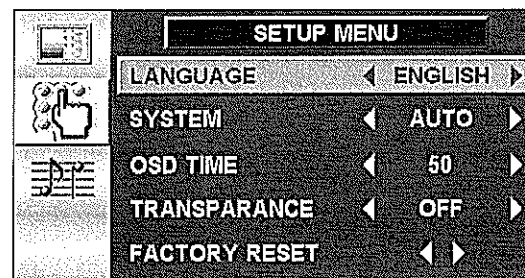 SETUP MENU
LANGUAGE ENGLISH
SYSTEM AUTO
OSD TIME 50
TRANSPARANCE OFF
FACTORY RESET